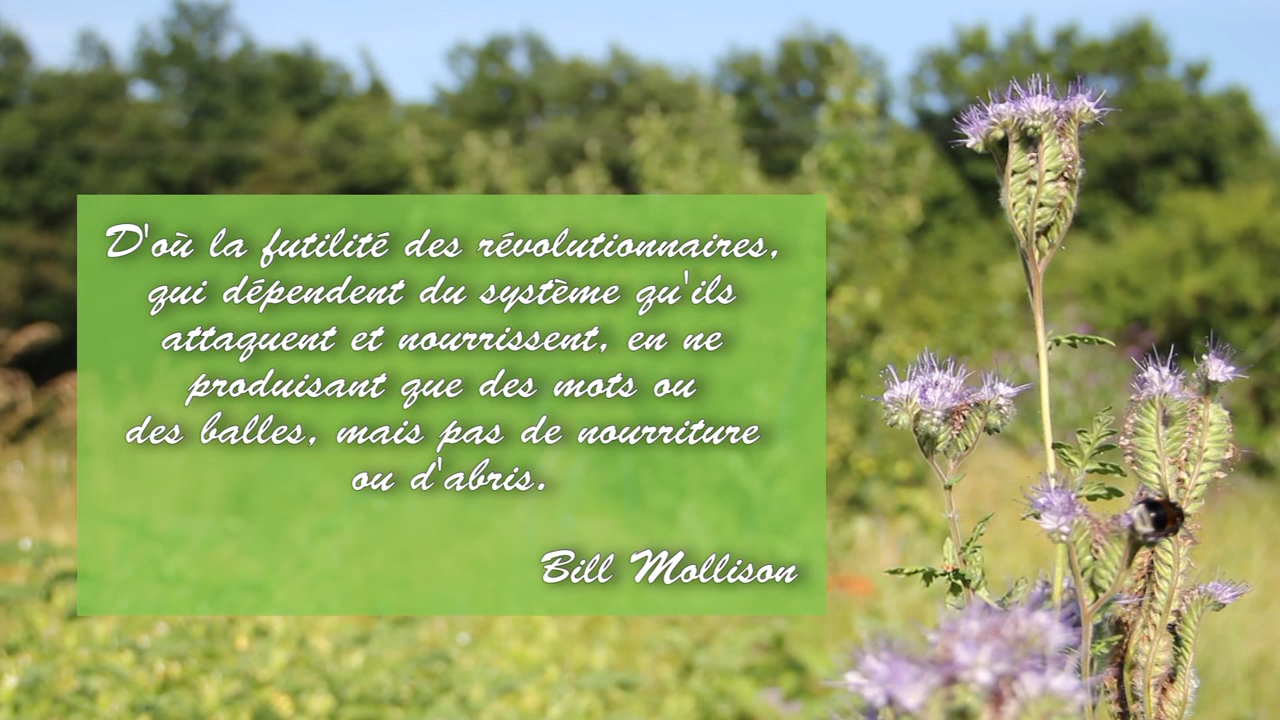 D'où la futilité des révolutionnaires,
qui dépendent du système qu'ils
attaquent et nourrissent, en ne
produisant que des mots ou
des balles, mais pas de nourriture
ou d'abris.
Bill Mollison